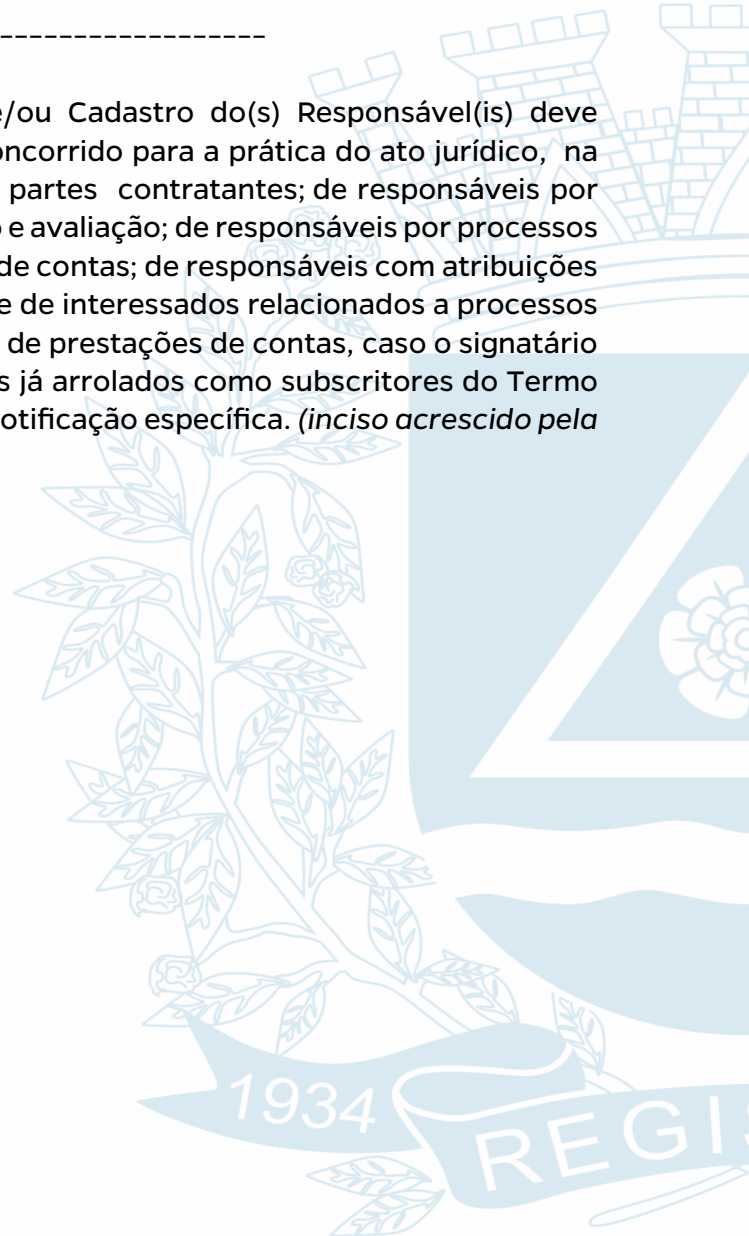 ------------------
e/ou Cadastro do(s) Responsável(is) deve
oncorrido para a prática do ato jurídico, na
partes contratantes; de responsáveis por
o e avaliação; de responsáveis por processos
de contas; de responsáveis com atribuições
e de interessados relacionados a processos
de prestações de contas, caso o signatário
s já arrolados como subscritores do Termo
otificação específica. (inciso acrescido pela
1934
REGIS